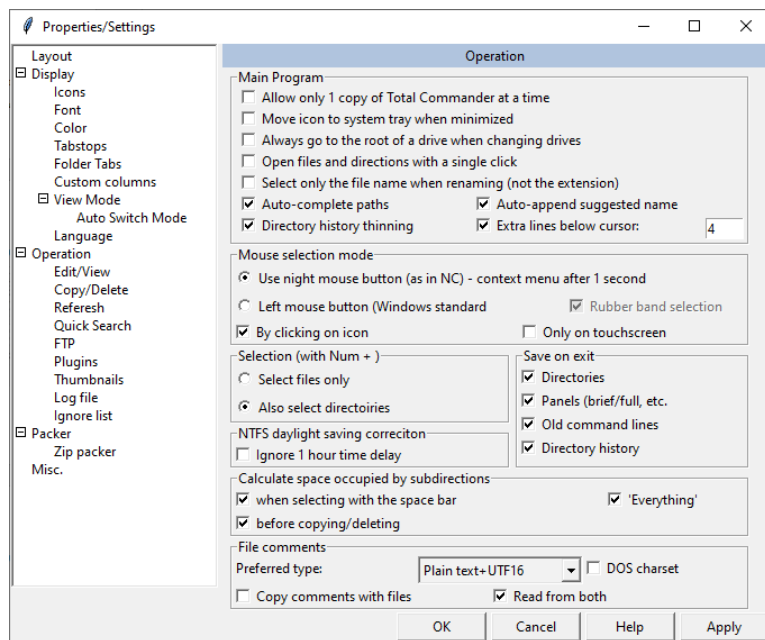 Properties/Settings
Layout
Display
Icons
Font
Color
Tabstops
Folder Tabs
Custom columns
View Mode
Auto Switch Mode
Language
Operation
Edit/View
Copy/Delete
Referesh
Quick Search
FTP
Plugins
Thumbnails
Log file
Ignore list
Packer
Zip packer
Misc.
Operation
Main Program
Allow only 1 copy of Total Commander at a time
Move icon to system tray when minimized
Always go to the root of a drive when changing drives
Open files and directions with a single click
Select only the file name when renaming (not the extension)
Auto-complete paths Auto-append suggested name
Directory history thinning Extra lines below cursor: 4
Mouse selection mode
Use night mouse button (as in NC) - context menu after 1 second
Left mouse button (Windows standard Rubber band selection
By clicking on icon Only on touchscreen
Selection (with Num + )
Select files only
Also select directoiries
Save on exit
Directories
Panels (brief/full, etc.
Old command lines
Directory history
NTFS daylight saving correciton
Ignore 1 hour time delay
Calculate space occupied by subdirections
when selecting with the space bar 'Everything'
before copying/deleting
File comments
Preferred type: Plain text+UTF16 DOS charset
Copy comments with files Read from both
OK Cancel Help Apply